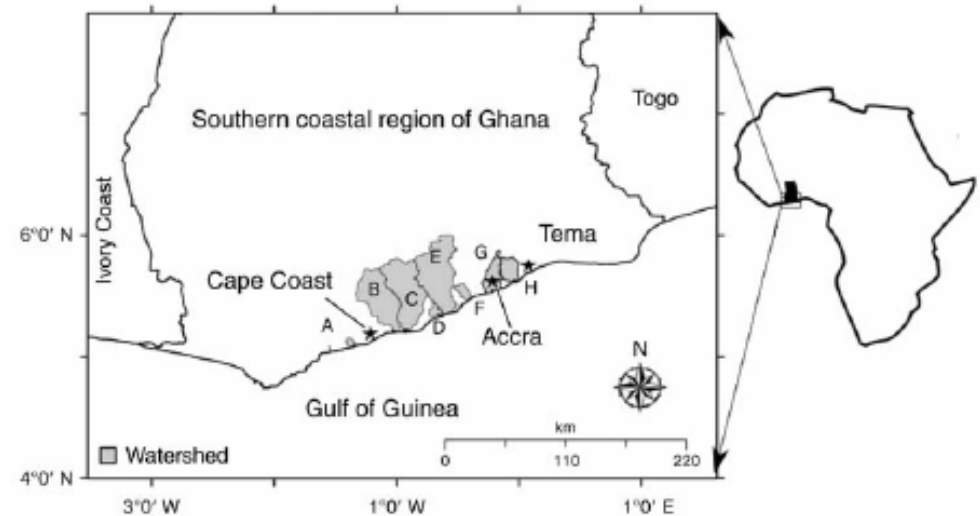 Southern coastal region of Ghana
Togo
Ivory Coast
6°0' N
Tema
E
G
Cape Coast
B
C
H
F
A
D
Accra
N
Gulf of Guinea
km
Watershed
0 110 220
4°0' N
3°0' W 1°0' W 1°0' E